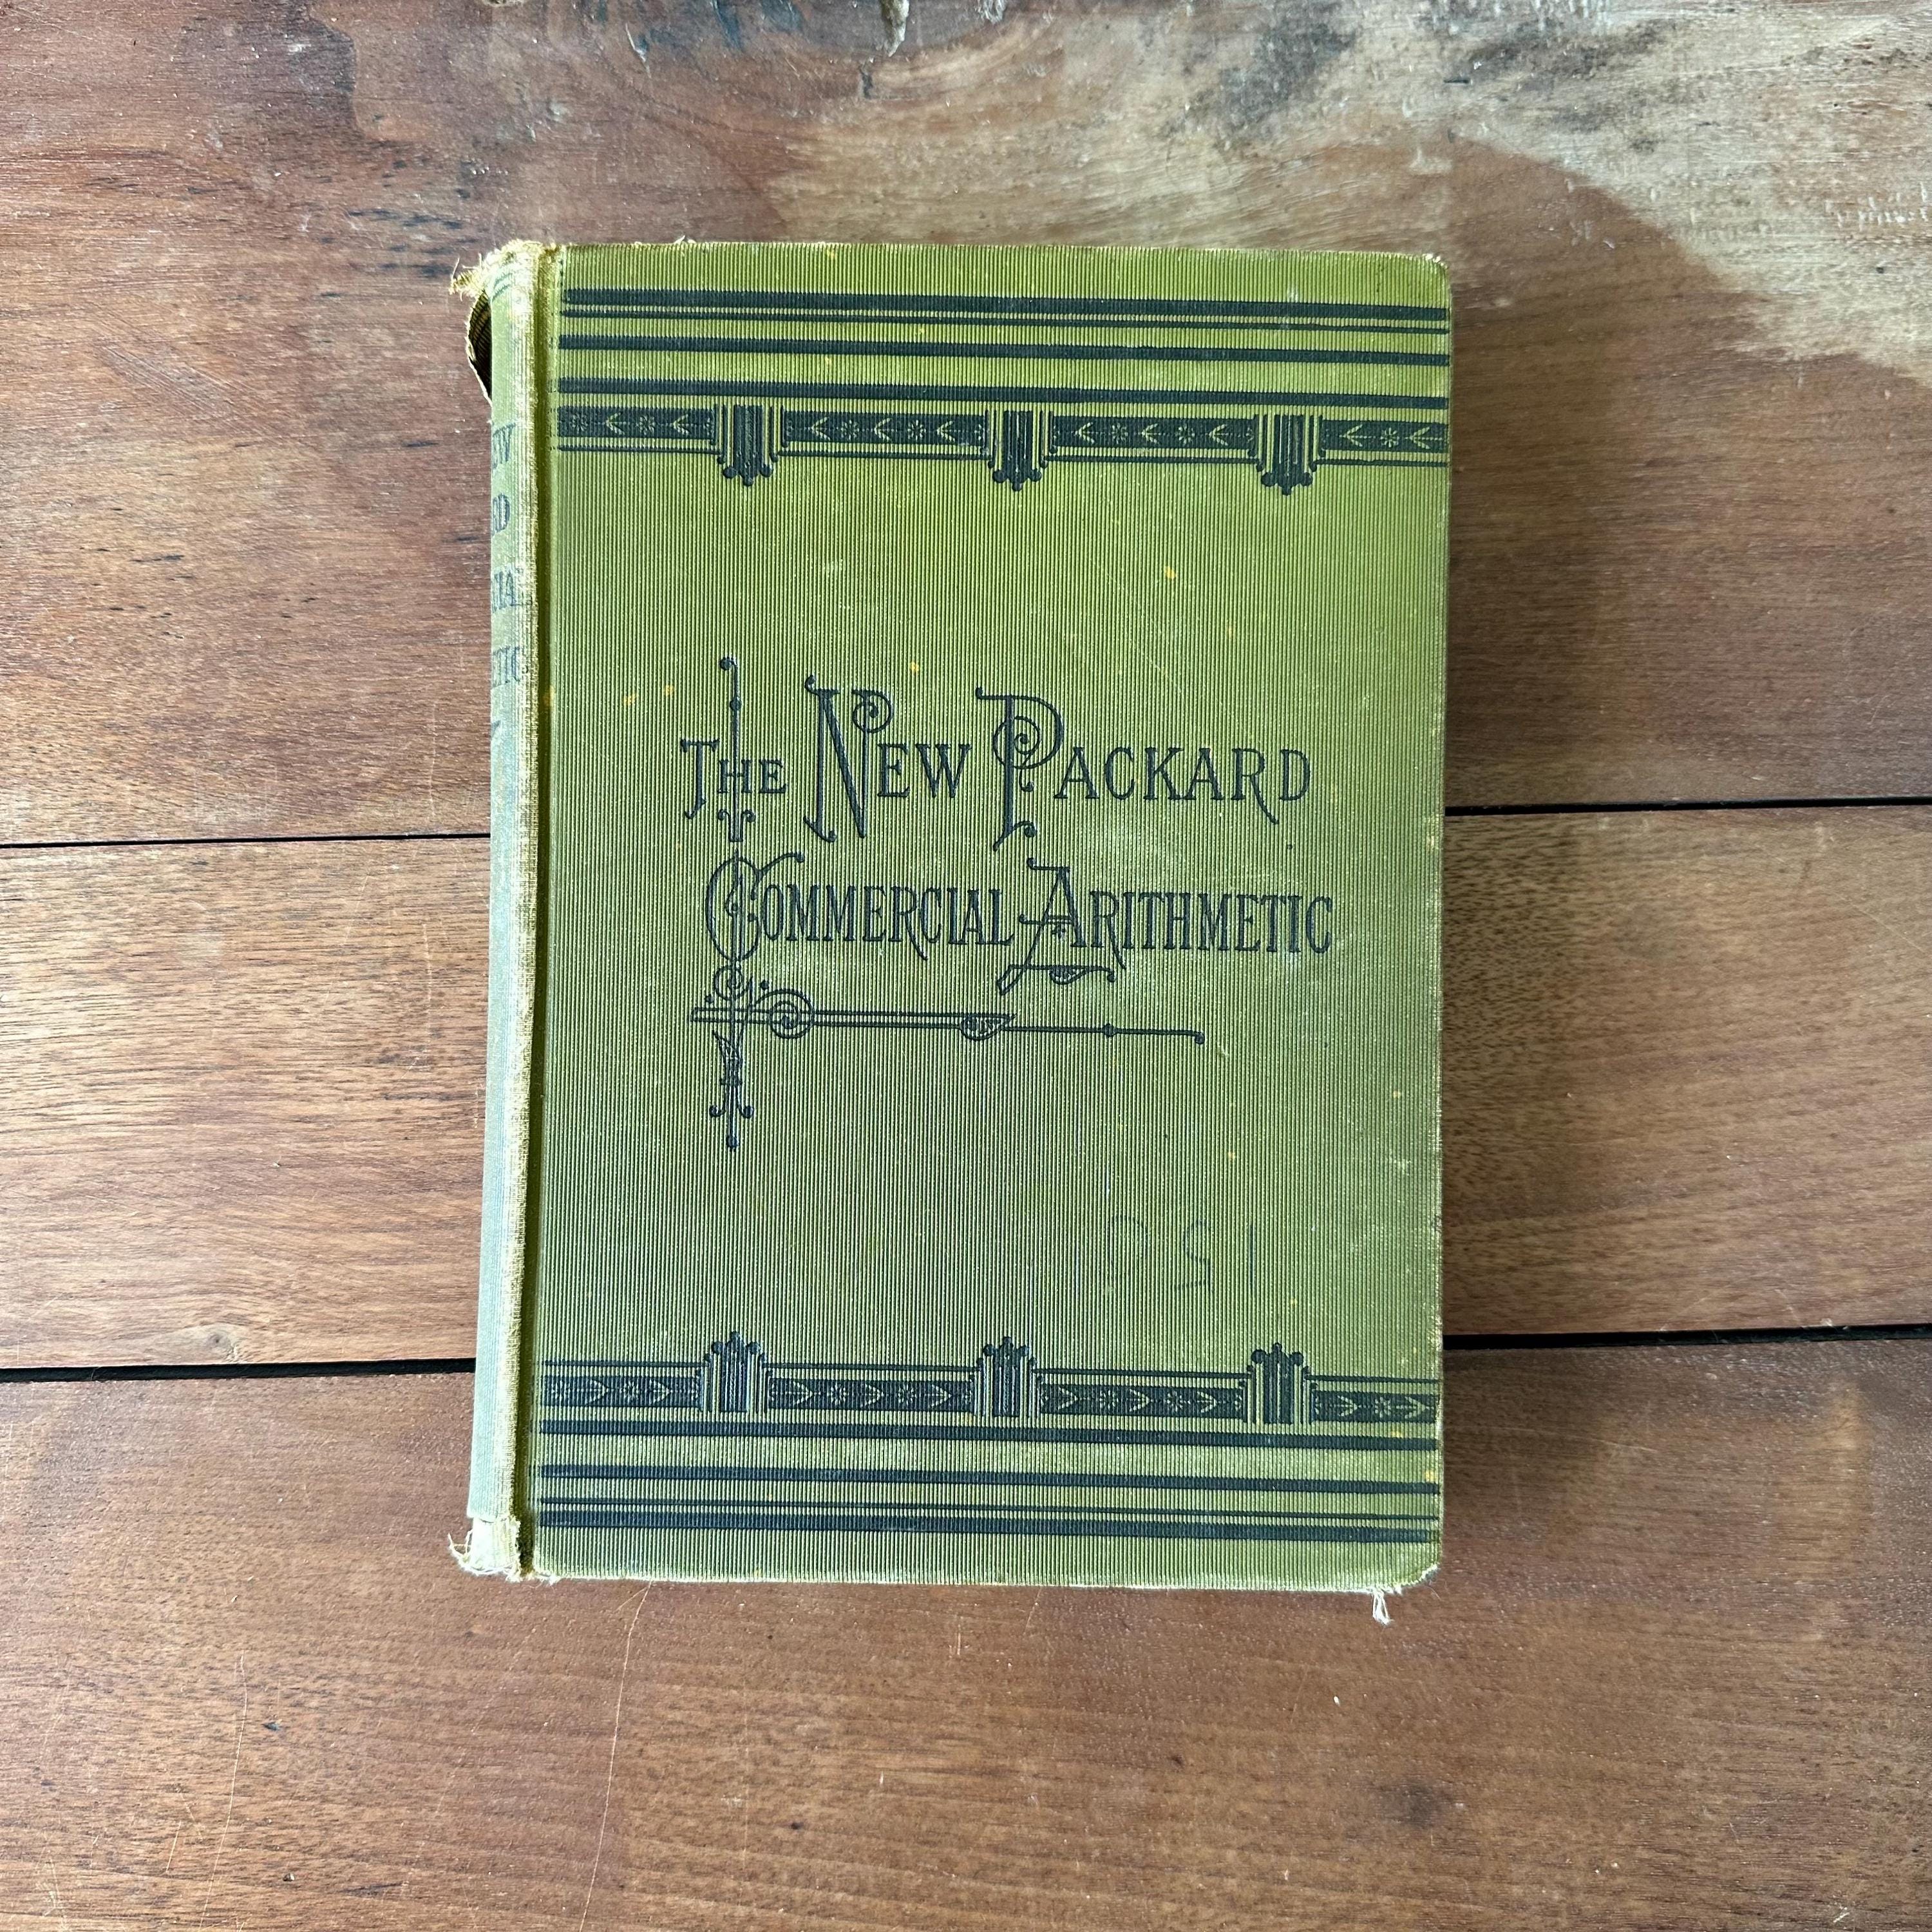 The New Packard
Commercial Arithmetic